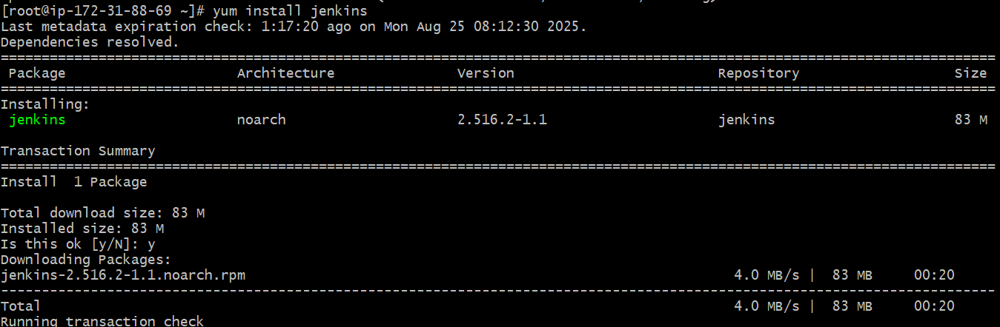 [root@ip-172-31-88-69 ~]# yum install jenkins
Last metadata expiration check: 1:17:20 ago on Mon Aug 25 08:12:30 2025.
Dependencies resolved.
================================================================================
Package Architecture Version Repository Size
================================================================================
Installing:
jenkins noarch 2.516.2-1.1 jenkins 83 M
Transaction Summary
================================================================================
Install 1 Package
Total download size: 83 M
Installed size: 83 M
Is this ok [y/N]: y
Downloading Packages:
jenkins-2.516.2-1.1.noarch.rpm 4.0 MB/s | 83 MB 00:20
--------------------------------------------------------------------------------
Total 4.0 MB/s | 83 MB 00:20
Running transaction check